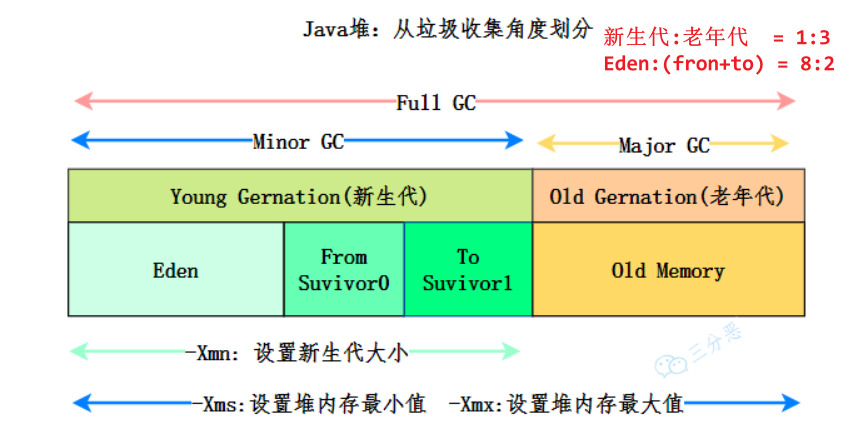 Java堆：从垃圾收集角度划分
新生代:老年代 = 1:3
Eden:(fron+to) = 8:2
Full GC
Minor GC
Major GC
Young Gernation(新生代)
Old Gernation(老年代)
Eden
From
Suvivor0
To
Suvivor1
Old Memory
三分恶
-Xmn: 设置新生代大小
-Xms:设置堆内存最小值 -Xmx:设置堆内存最大值